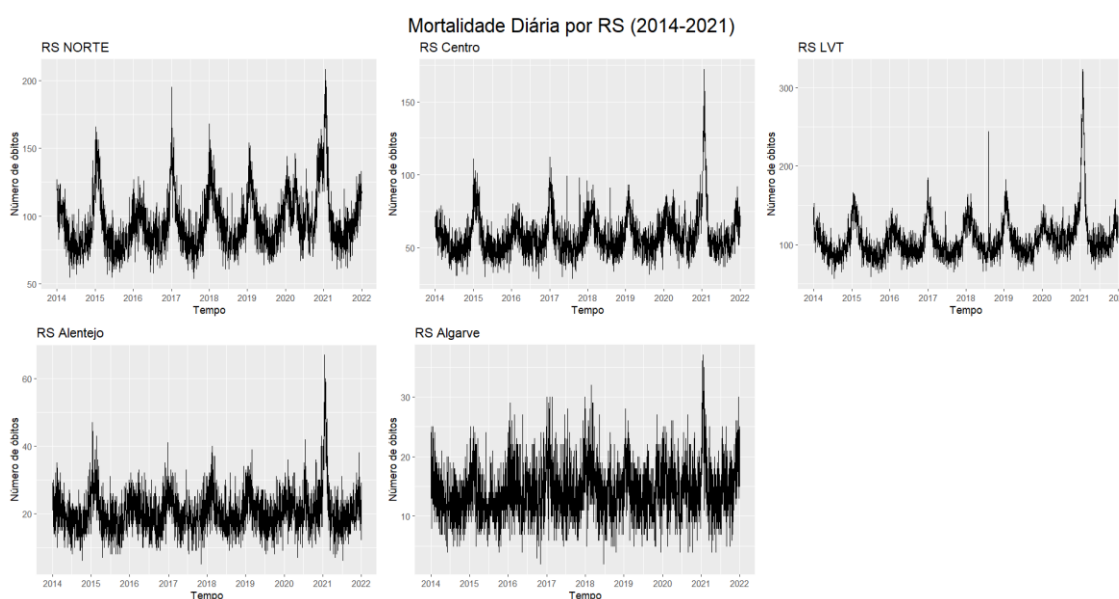 Mortalidade Diária por RS (2014-2021)
RS NORTE
Número de óbitos
200
150
100
50
2014 2015 2016 2017 2018 2019 2020 2021 2022
Tempo
RS Centro
Número de óbitos
150
100
50
2014 2015 2016 2017 2018 2019 2020 2021 2022
Tempo
RS LVT
Número de óbitos
300
200
100
2014 2015 2016 2017 2018 2019 2020 2021
Tempo
RS Alentejo
Número de óbitos
60
40
20
2014 2015 2016 2017 2018 2019 2020 2021 2022
Tempo
RS Algarve
Número de óbitos
30
20
10
2014 2015 2016 2017 2018 2019 2020 2021 2022
Tempo